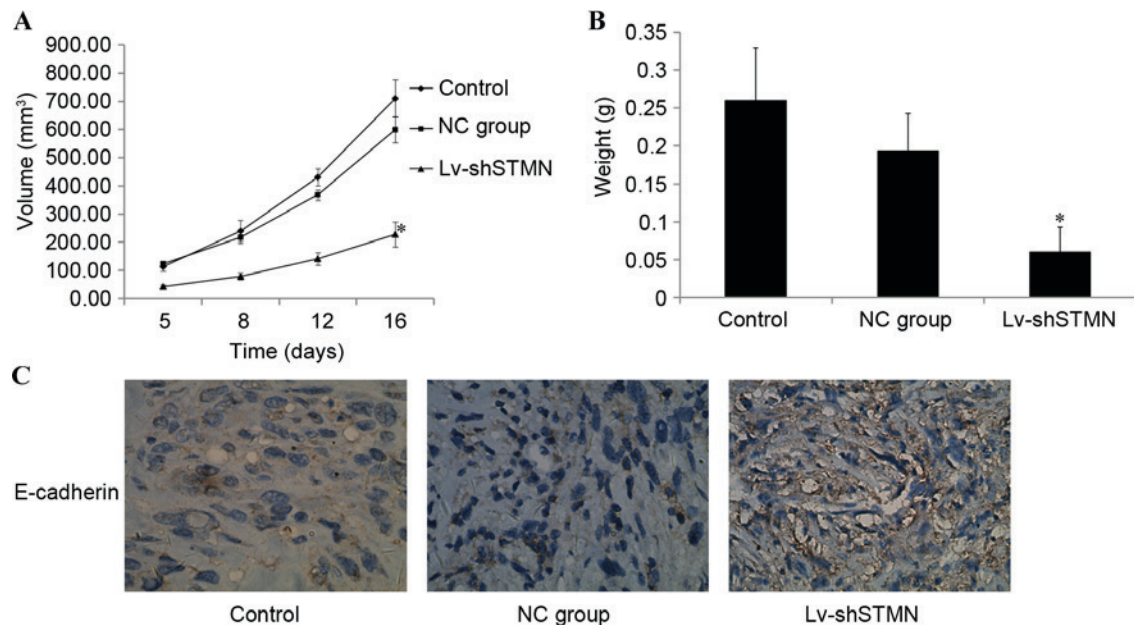 A
900.00
800.00
700.00
600.00
500.00
400.00
300.00
200.00
100.00
0.00
Volume (mm³)
5 8 12 16
Time (days)
Control
NC group
Lv-shSTMN
*
B
0.35
0.3
0.25
0.2
0.15
0.1
0.05
0
Weight (g)
*
Control NC group Lv-shSTMN
C
E-cadherin
Control NC group Lv-shSTMN